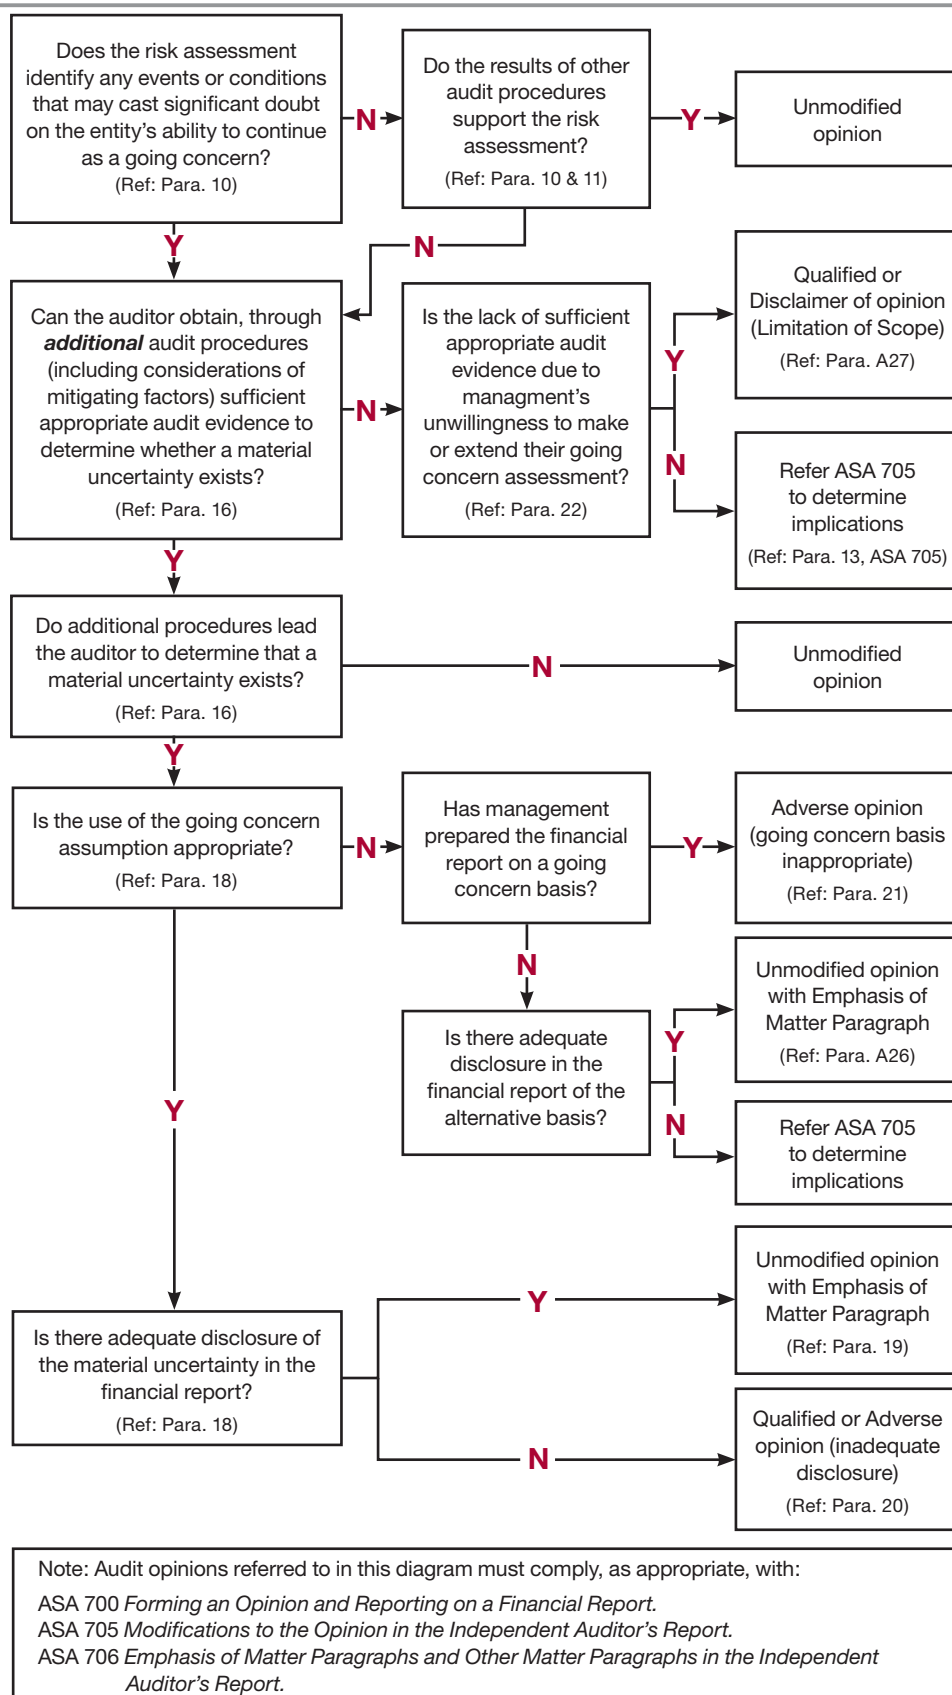 Does the risk assessment
identify any events or conditions
that may cast significant doubt
on the entity's ability to continue
as a going concern?
(Ref: Para. 10)
N
Do the results of other
audit procedures
support the risk
assessment?
(Ref: Para. 10 & 11)
Y
Unmodified
opinion
Y
N
Can the auditor obtain, through
additional audit procedures
(including considerations of
mitigating factors) sufficient
appropriate audit evidence to
determine whether a material
uncertainty exists?
(Ref: Para. 16)
N
Is the lack of sufficient
appropriate audit
evidence due to
managment's
unwillingness to make
or extend their going
concern assessment?
(Ref: Para. 22)
Y
Qualified or
Disclaimer of opinion
(Limitation of Scope)
(Ref: Para. A27)
N
Refer ASA 705
to determine
implications
(Ref: Para. 13, ASA 705)
Y
Do additional procedures lead
the auditor to determine that a
material uncertainty exists?
(Ref: Para. 16)
N
Unmodified
opinion
Y
Is the use of the going concern
assumption appropriate?
(Ref: Para. 18)
N
Has management
prepared the financial
report on a going
concern basis?
Y
Adverse opinion
(going concern basis
inappropriate)
(Ref: Para. 21)
N
Is there adequate
disclosure in the
financial report of the
alternative basis?
Y
Unmodified opinion
with Emphasis of
Matter Paragraph
(Ref: Para. A26)
N
Refer ASA 705
to determine
implications
Y
Is there adequate disclosure of
the material uncertainty in the
financial report?
(Ref: Para. 18)
Y
Unmodified opinion
with Emphasis of
Matter Paragraph
(Ref: Para. 19)
N
Qualified or Adverse
opinion (inadequate
disclosure)
(Ref: Para. 20)
Note: Audit opinions referred to in this diagram must comply, as appropriate, with:
ASA 700 Forming an Opinion and Reporting on a Financial Report.
ASA 705 Modifications to the Opinion in the Independent Auditor's Report.
ASA 706 Emphasis of Matter Paragraphs and Other Matter Paragraphs in the Independent
Auditor's Report.